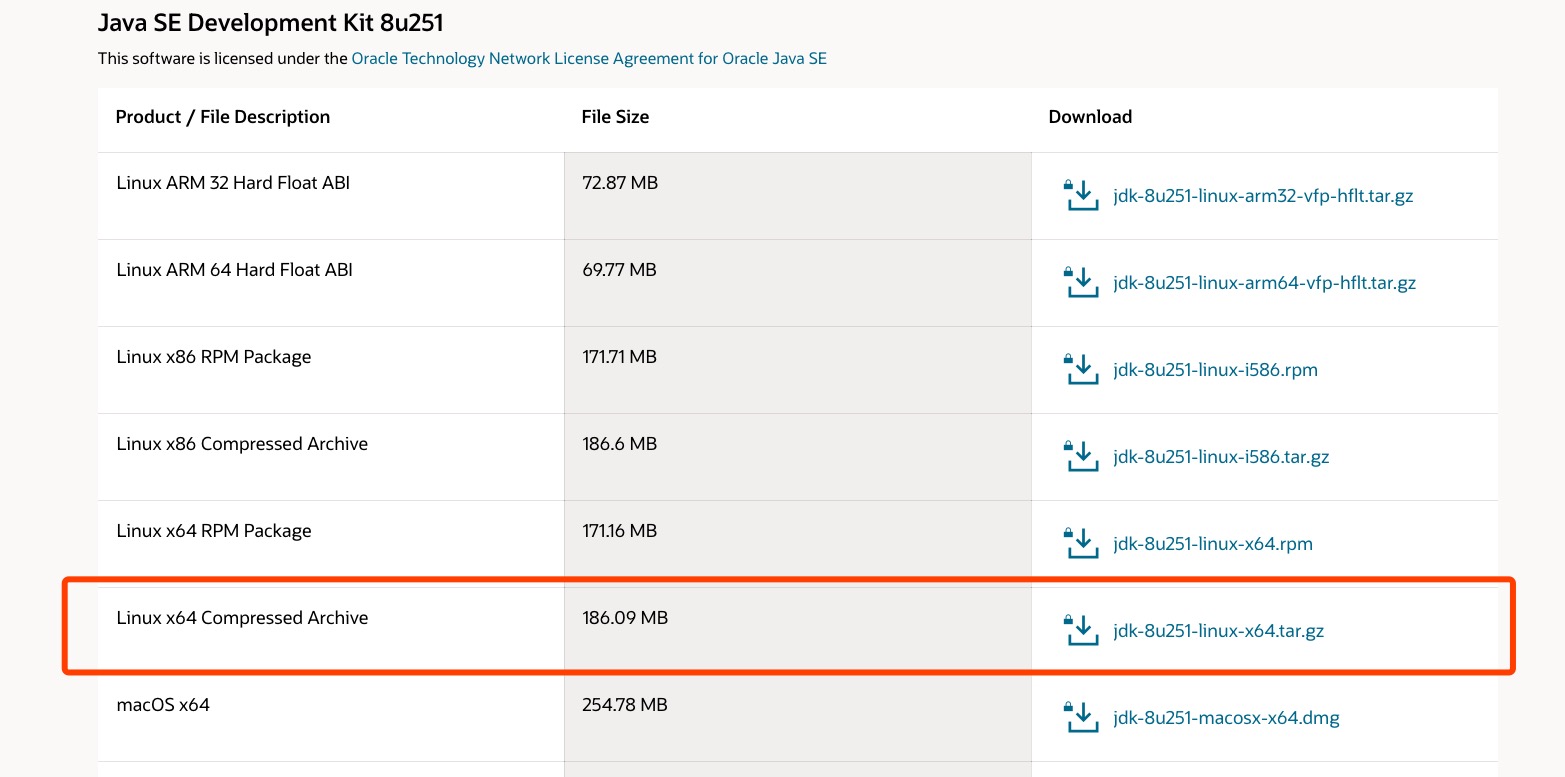 Java SE Development Kit 8u251
This software is licensed under the Oracle Technology Network License Agreement for Oracle Java SE
Product / File Description File Size Download
Linux ARM 32 Hard Float ABI 72.87 MB jdk-8u251-linux-arm32-vfp-hflt.tar.gz
Linux ARM 64 Hard Float ABI 69.77 MB jdk-8u251-linux-arm64-vfp-hflt.tar.gz
Linux x86 RPM Package 171.71 MB jdk-8u251-linux-i586.rpm
Linux x86 Compressed Archive 186.6 MB jdk-8u251-linux-i586.tar.gz
Linux x64 RPM Package 171.16 MB jdk-8u251-linux-x64.rpm
Linux x64 Compressed Archive 186.09 MB jdk-8u251-linux-x64.tar.gz
macOS x64 254.78 MB jdk-8u251-macosx-x64.dmg